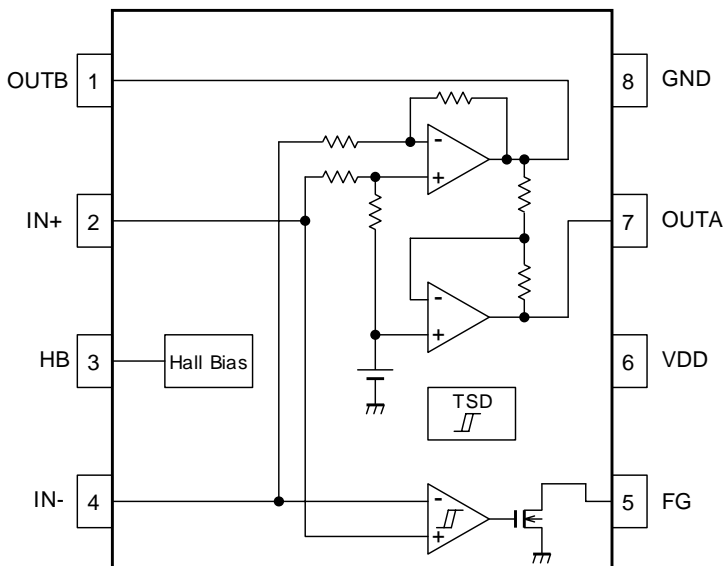 OUTB 1
8 GND
-
+
IN+ 2
7 OUTA
-
+
HB 3
Hall Bias
6 VDD
TSD
IN- 4
-
+
5 FG